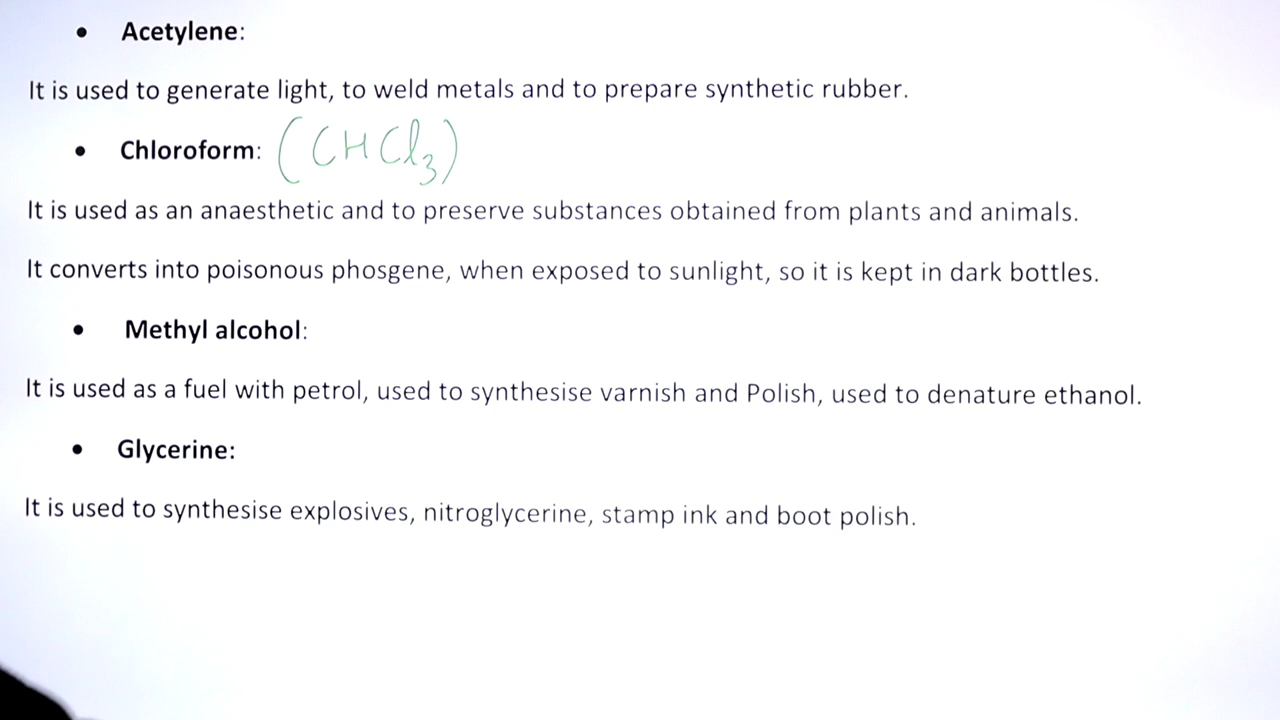 • Acetylene:
It is used to generate light, to weld metals and to prepare synthetic rubber.
• Chloroform: (CHCl3)
It is used as an anaesthetic and to preserve substances obtained from plants and animals.
It converts into poisonous phosgene, when exposed to sunlight, so it is kept in dark bottles.
• Methyl alcohol:
It is used as a fuel with petrol, used to synthesise varnish and Polish, used to denature ethanol.
• Glycerine:
It is used to synthesise explosives, nitroglycerine, stamp ink and boot polish.